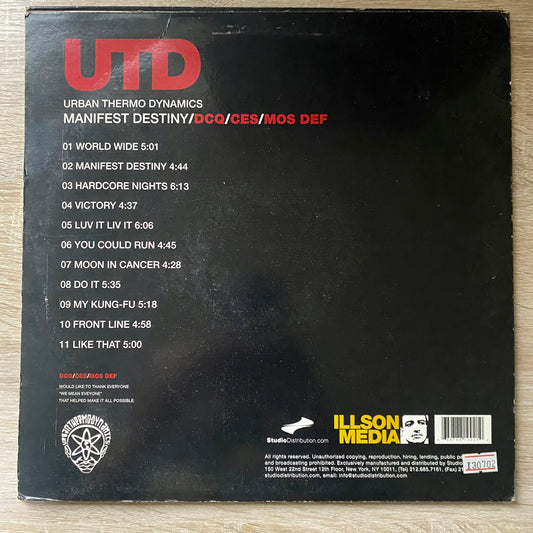 UTD
URBAN THERMO DYNAMICS
MANIFEST DESTINY/DCQ/CES/MOS DEF
01 WORLD WIDE 5:01
02 MANIFEST DESTINY 4:44
03 HARDCORE NIGHTS 6:13
04 VICTORY 4:37
05 LUV IT LIV IT 6:06
06 YOU COULD RUN 4:45
07 MOON IN CANCER 4:28
08 DO IT 5:35
09 MY KUNG-FU 5:18
10 FRONT LINE 4:58
11 LIKE THAT 5:00
DCQ/CES/MOS DEF
WOULD LIKE TO THANK EVERYONE
"WE MEAN EVEYONE"
THAT HELPED MAKE IT ALL POSSIBLE.
URBANTHERMODYNAMICS
StudioDistribution.com
ILLSON
MEDIA
All rights reserved. Unauthorized copying, reproduction, hiring, lending, public
and broadcasting prohibited. Exclusively manufactured and distributed by
150 West 22nd Street 12th Floor, New York, NY 10011, (Tel) 212.685.7161, (Fax)
studiodistribution.com, email: info@studiodistribution.com
130702